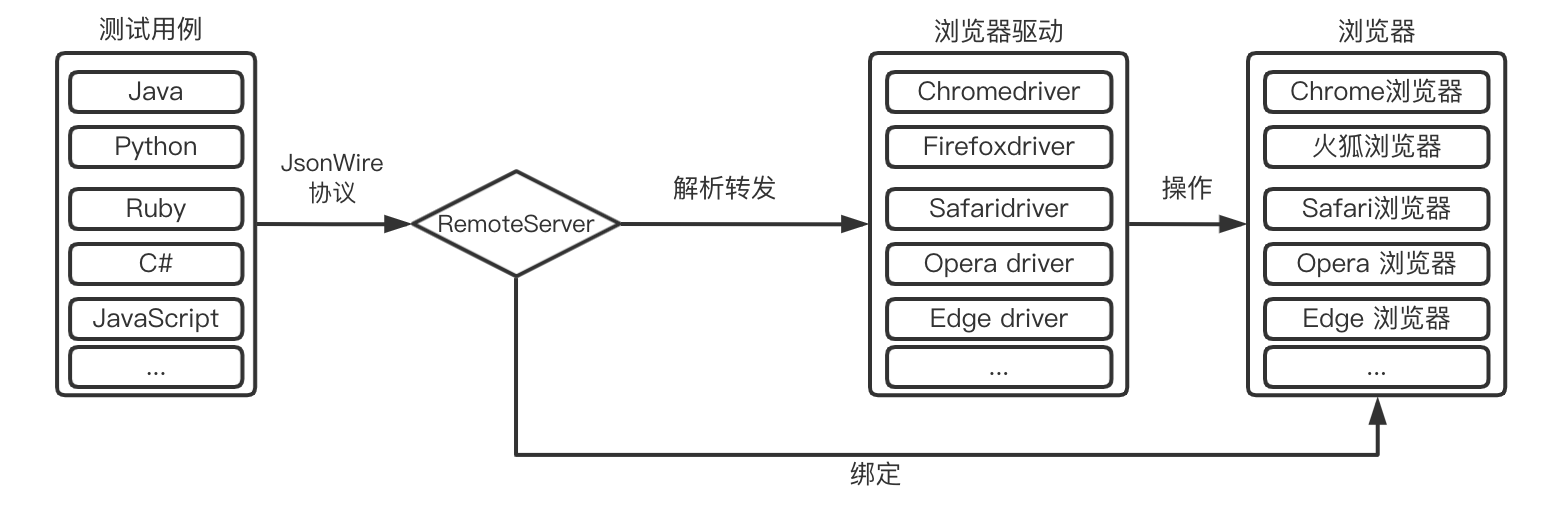 测试用例
Java
Python
Ruby
C#
JavaScript
...
JsonWire
协议
RemoteServer
解析转发
浏览器驱动
Chromedriver
Firefoxdriver
Safaridriver
Opera driver
Edge driver
...
操作
浏览器
Chrome浏览器
火狐浏览器
Safari浏览器
Opera 浏览器
Edge 浏览器
...
绑定